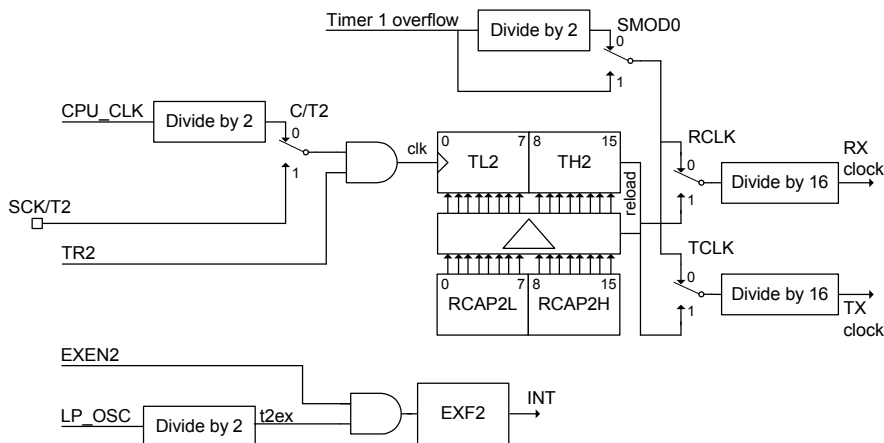 Timer 1 overflow
Divide by 2
SMOD0
0
1
CPU_CLK
Divide by 2
C/T2
0
1
clk
0 7 8 15
TL2 TH2
reload
RCLK
0
1
Divide by 16
RX
clock
SCK/T2
TR2
0 7 8 15
RCAP2L RCAP2H
TCLK
0
1
Divide by 16
TX
clock
EXEN2
LP_OSC
Divide by 2
t2ex
EXF2
INT